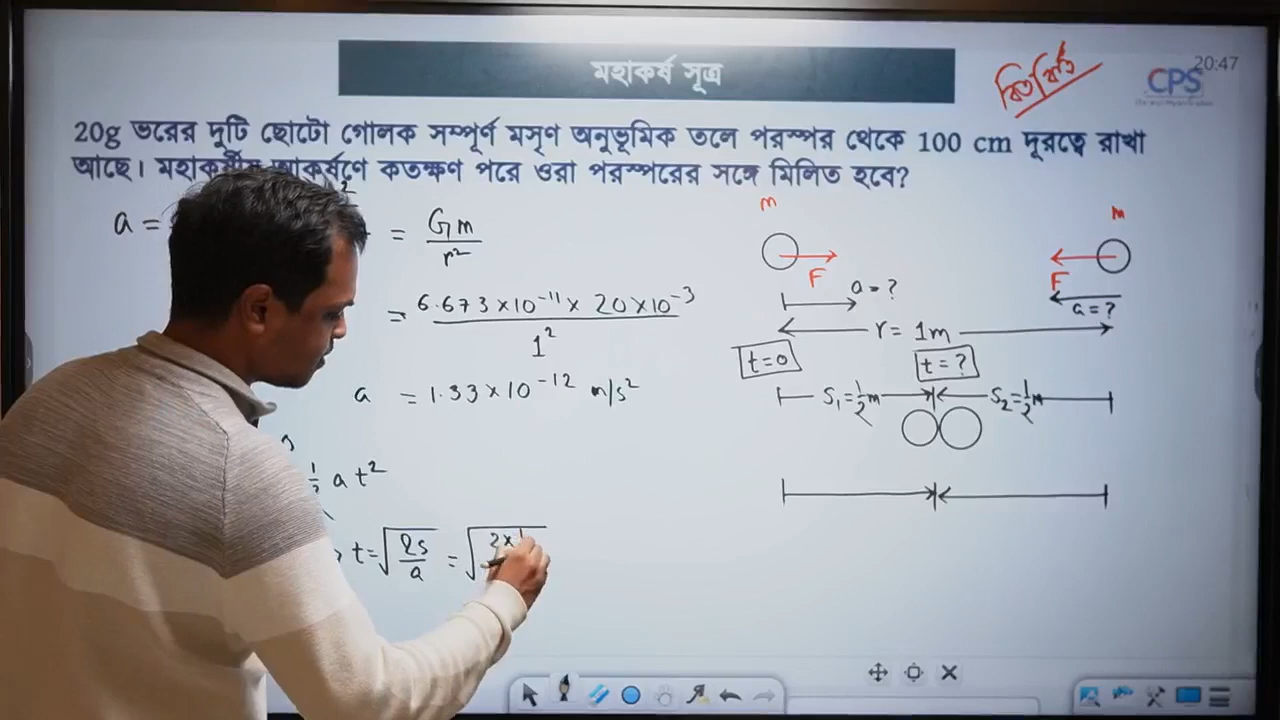 মহাকর্ষ সূত্র
বিতর্কিত
20:47
CPS
20g ভরের দুটি ছোটো গোলক সম্পূর্ণ মসৃণ অনুভূমিক তলে পরস্পর থেকে 100 cm দূরত্বে রাখা
আছে। মহাকর্ষীয় আকর্ষণে কতক্ষণ পরে ওরা পরস্পরের সঙ্গে মিলিত হবে?
a =
= Gm / r²
= 6.673 × 10⁻¹¹ × 20 × 10⁻³ / 1²
a = 1.33 × 10⁻¹² m/s²
½ a t²
t = √(2s / a) = √(2×
m m
F F
a = ? a = ?
r = 1m
t = 0 t = ?
S₁ = ½ m S₂ = ½ m